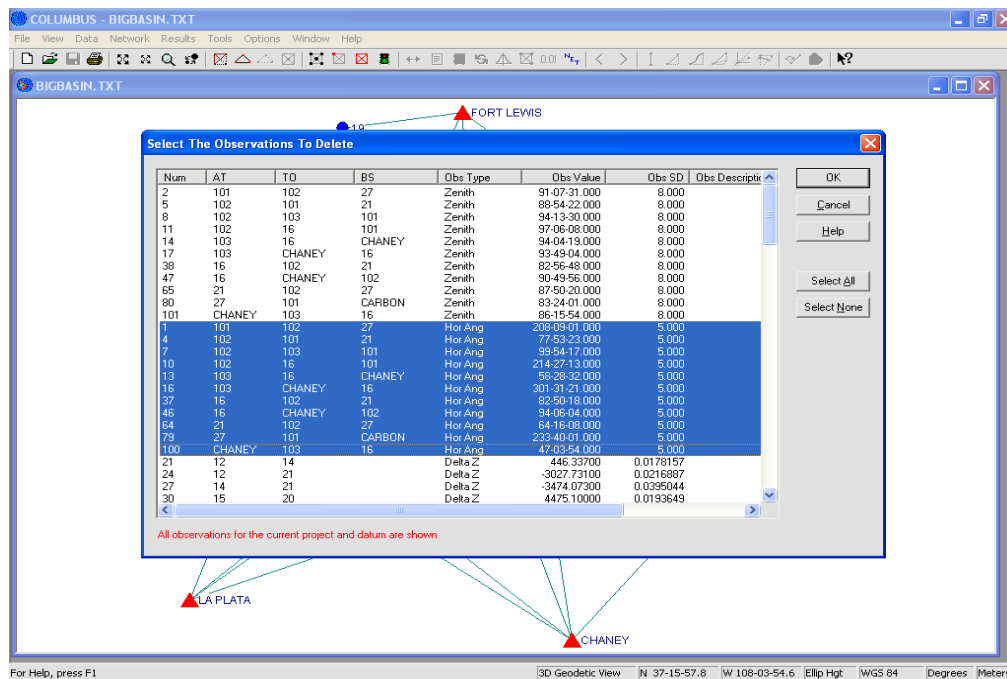 COLUMBUS - BIGBASIN.TXT
File View Data Network Results Tools Options Window Help
BIGBASIN.TXT
FORT LEWIS
19
Select The Observations To Delete
Num AT TO BS Obs Type Obs Value Obs SD Obs Descriptic
2 101 102 27 Zenith 91-07-31.000 8.000
5 102 101 21 Zenith 88-54-22.000 8.000
8 102 103 101 Zenith 94-13-30.000 8.000
11 102 16 101 Zenith 97-06-08.000 8.000
14 103 16 CHANEY Zenith 94-04-19.000 8.000
17 103 CHANEY 16 Zenith 93-49-04.000 8.000
38 16 102 21 Zenith 82-56-48.000 8.000
47 16 CHANEY 102 Zenith 90-49-56.000 8.000
65 21 102 27 Zenith 87-50-20.000 8.000
80 27 101 CARBON Zenith 83-24-01.000 8.000
101 CHANEY 103 16 Zenith 86-15-54.000 8.000
1 101 102 27 Hor Ang 208-09-01.000 5.000
4 102 101 21 Hor Ang 77-53-23.000 5.000
7 102 103 101 Hor Ang 99-54-17.000 5.000
10 102 16 101 Hor Ang 214-27-13.000 5.000
13 103 16 CHANEY Hor Ang 58-28-32.000 5.000
16 103 CHANEY 16 Hor Ang 301-31-21.000 5.000
37 16 102 21 Hor Ang 82-50-18.000 5.000
46 16 CHANEY 102 Hor Ang 94-06-04.000 5.000
64 21 102 27 Hor Ang 64-16-08.000 5.000
79 27 101 CARBON Hor Ang 233-40-01.000 5.000
100 CHANEY 103 16 Hor Ang 47-03-54.000 5.000
21 12 14 Delta Z 446.33700 0.0178157
24 12 21 Delta Z -3027.73100 0.0216887
27 14 21 Delta Z -3474.07300 0.0395044
30 15 20 Delta Z 4475.10000 0.0193649
OK
Cancel
Help
Select All
Select None
All observations for the current project and datum are shown
LA PLATA
CHANEY
For Help, press F1
3D Geodetic View N 37-15-57.8 W 108-03-54.6 Ellip Hgt WGS 84 Degrees Meter